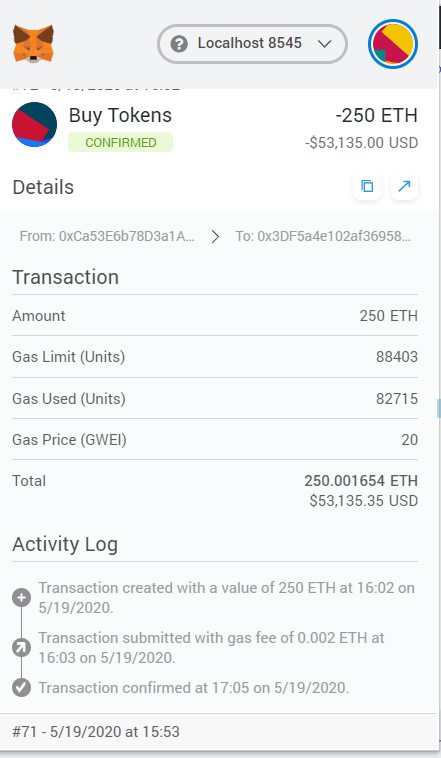 Localhost 8545
Buy Tokens
-250 ETH
CONFIRMED
-$53,135.00 USD
Details
From: 0xCa53E6b78D3a1A...
To: 0x3DF5a4e102af36958...
Transaction
Amount
250 ETH
Gas Limit (Units)
88403
Gas Used (Units)
82715
Gas Price (GWEI)
20
Total
250.001654 ETH
$53,135.35 USD
Activity Log
Transaction created with a value of 250 ETH at 16:02 on
5/19/2020.
Transaction submitted with gas fee of 0.002 ETH at
16:03 on 5/19/2020.
Transaction confirmed at 17:05 on 5/19/2020.
#71 - 5/19/2020 at 15:53